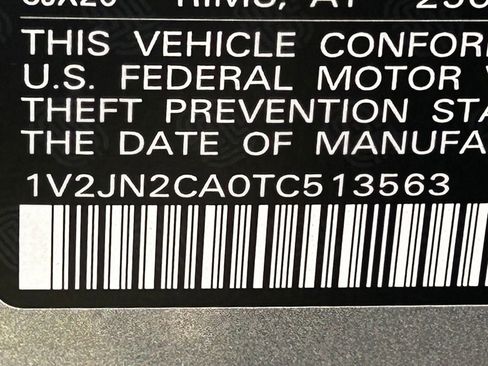 THIS VEHICLE CONFOR
U.S. FEDERAL MOTOR
THEFT PREVENTION STA
THE DATE OF MANUFA
1V2JN2CA0TC513563